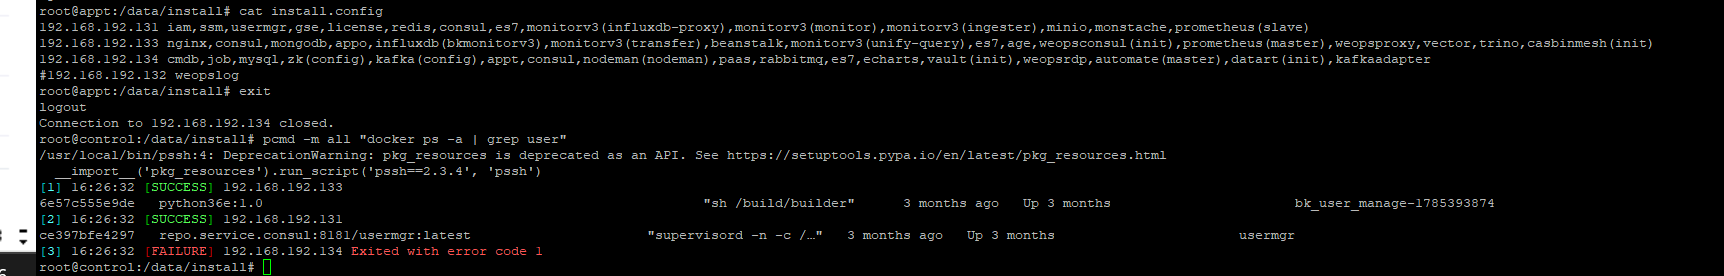 root@appt:/data/install# cat install.config
192.168.192.131 iam,ssm,usermgr,gse,license,redis,consul,es7,monitorv3(influxdb-proxy),monitorv3(monitor),monitorv3(ingester),minio,monstache,prometheus(slave)
192.168.192.133 nginx,consul,mongodb,appo,influxdb(bkmonitorv3),monitorv3(transfer),beanstalk,monitorv3(unify-query),es7,age,weopsconsul(init),prometheus(master),weopsproxy,vector,trino,casbinmesh(init)
192.168.192.134 cmdb,job,mysql,zk(config),kafka(config),appt,consul,nodeman(nodeman),paas,rabbitmq,es7,echarts,vault(init),weopsrdp,automate(master),datart(init),kafkaadapter
#192.168.192.132 weopslog
root@appt:/data/install# exit
logout
Connection to 192.168.192.134 closed.
root@control:/data/install# pcmd -m all "docker ps -a | grep user"
/usr/local/bin/pssh:4: DeprecationWarning: pkg_resources is deprecated as an API. See https://setuptools.pypa.io/en/latest/pkg_resources.html
__import__('pkg_resources').run_script('pssh==2.3.4', 'pssh')
[1] 16:26:32 [SUCCESS] 192.168.192.133
6e57c555e9de python36e:1.0 "sh /build/builder" 3 months ago Up 3 months bk_user_manage-1785393874
[2] 16:26:32 [SUCCESS] 192.168.192.131
ce397bfe4297 repo.service.consul:8181/usermgr:latest "supervisord -n -c /…" 3 months ago Up 3 months usermgr
[3] 16:26:32 [FAILURE] 192.168.192.134 Exited with error code 1
root@control:/data/install#